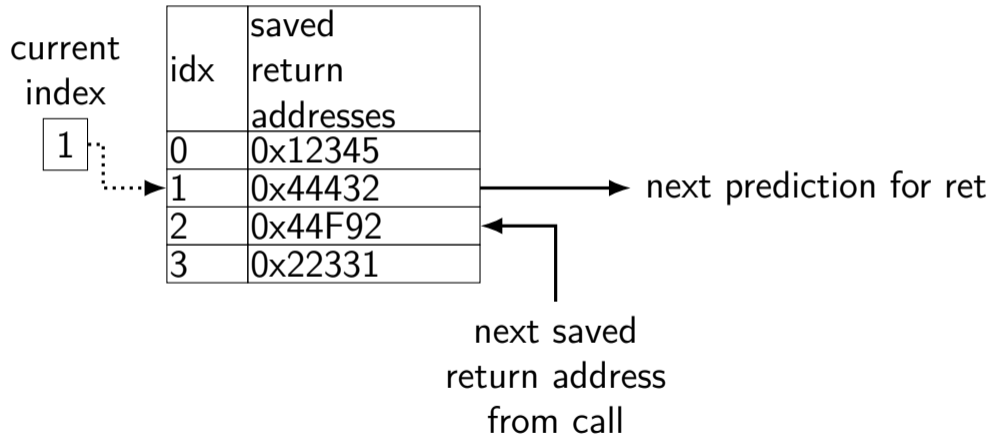 current
index
1
idx
saved
return
addresses
0 0x12345
1 0x44432
2 0x44F92
3 0x22331
next prediction for ret
next saved
return address
from call